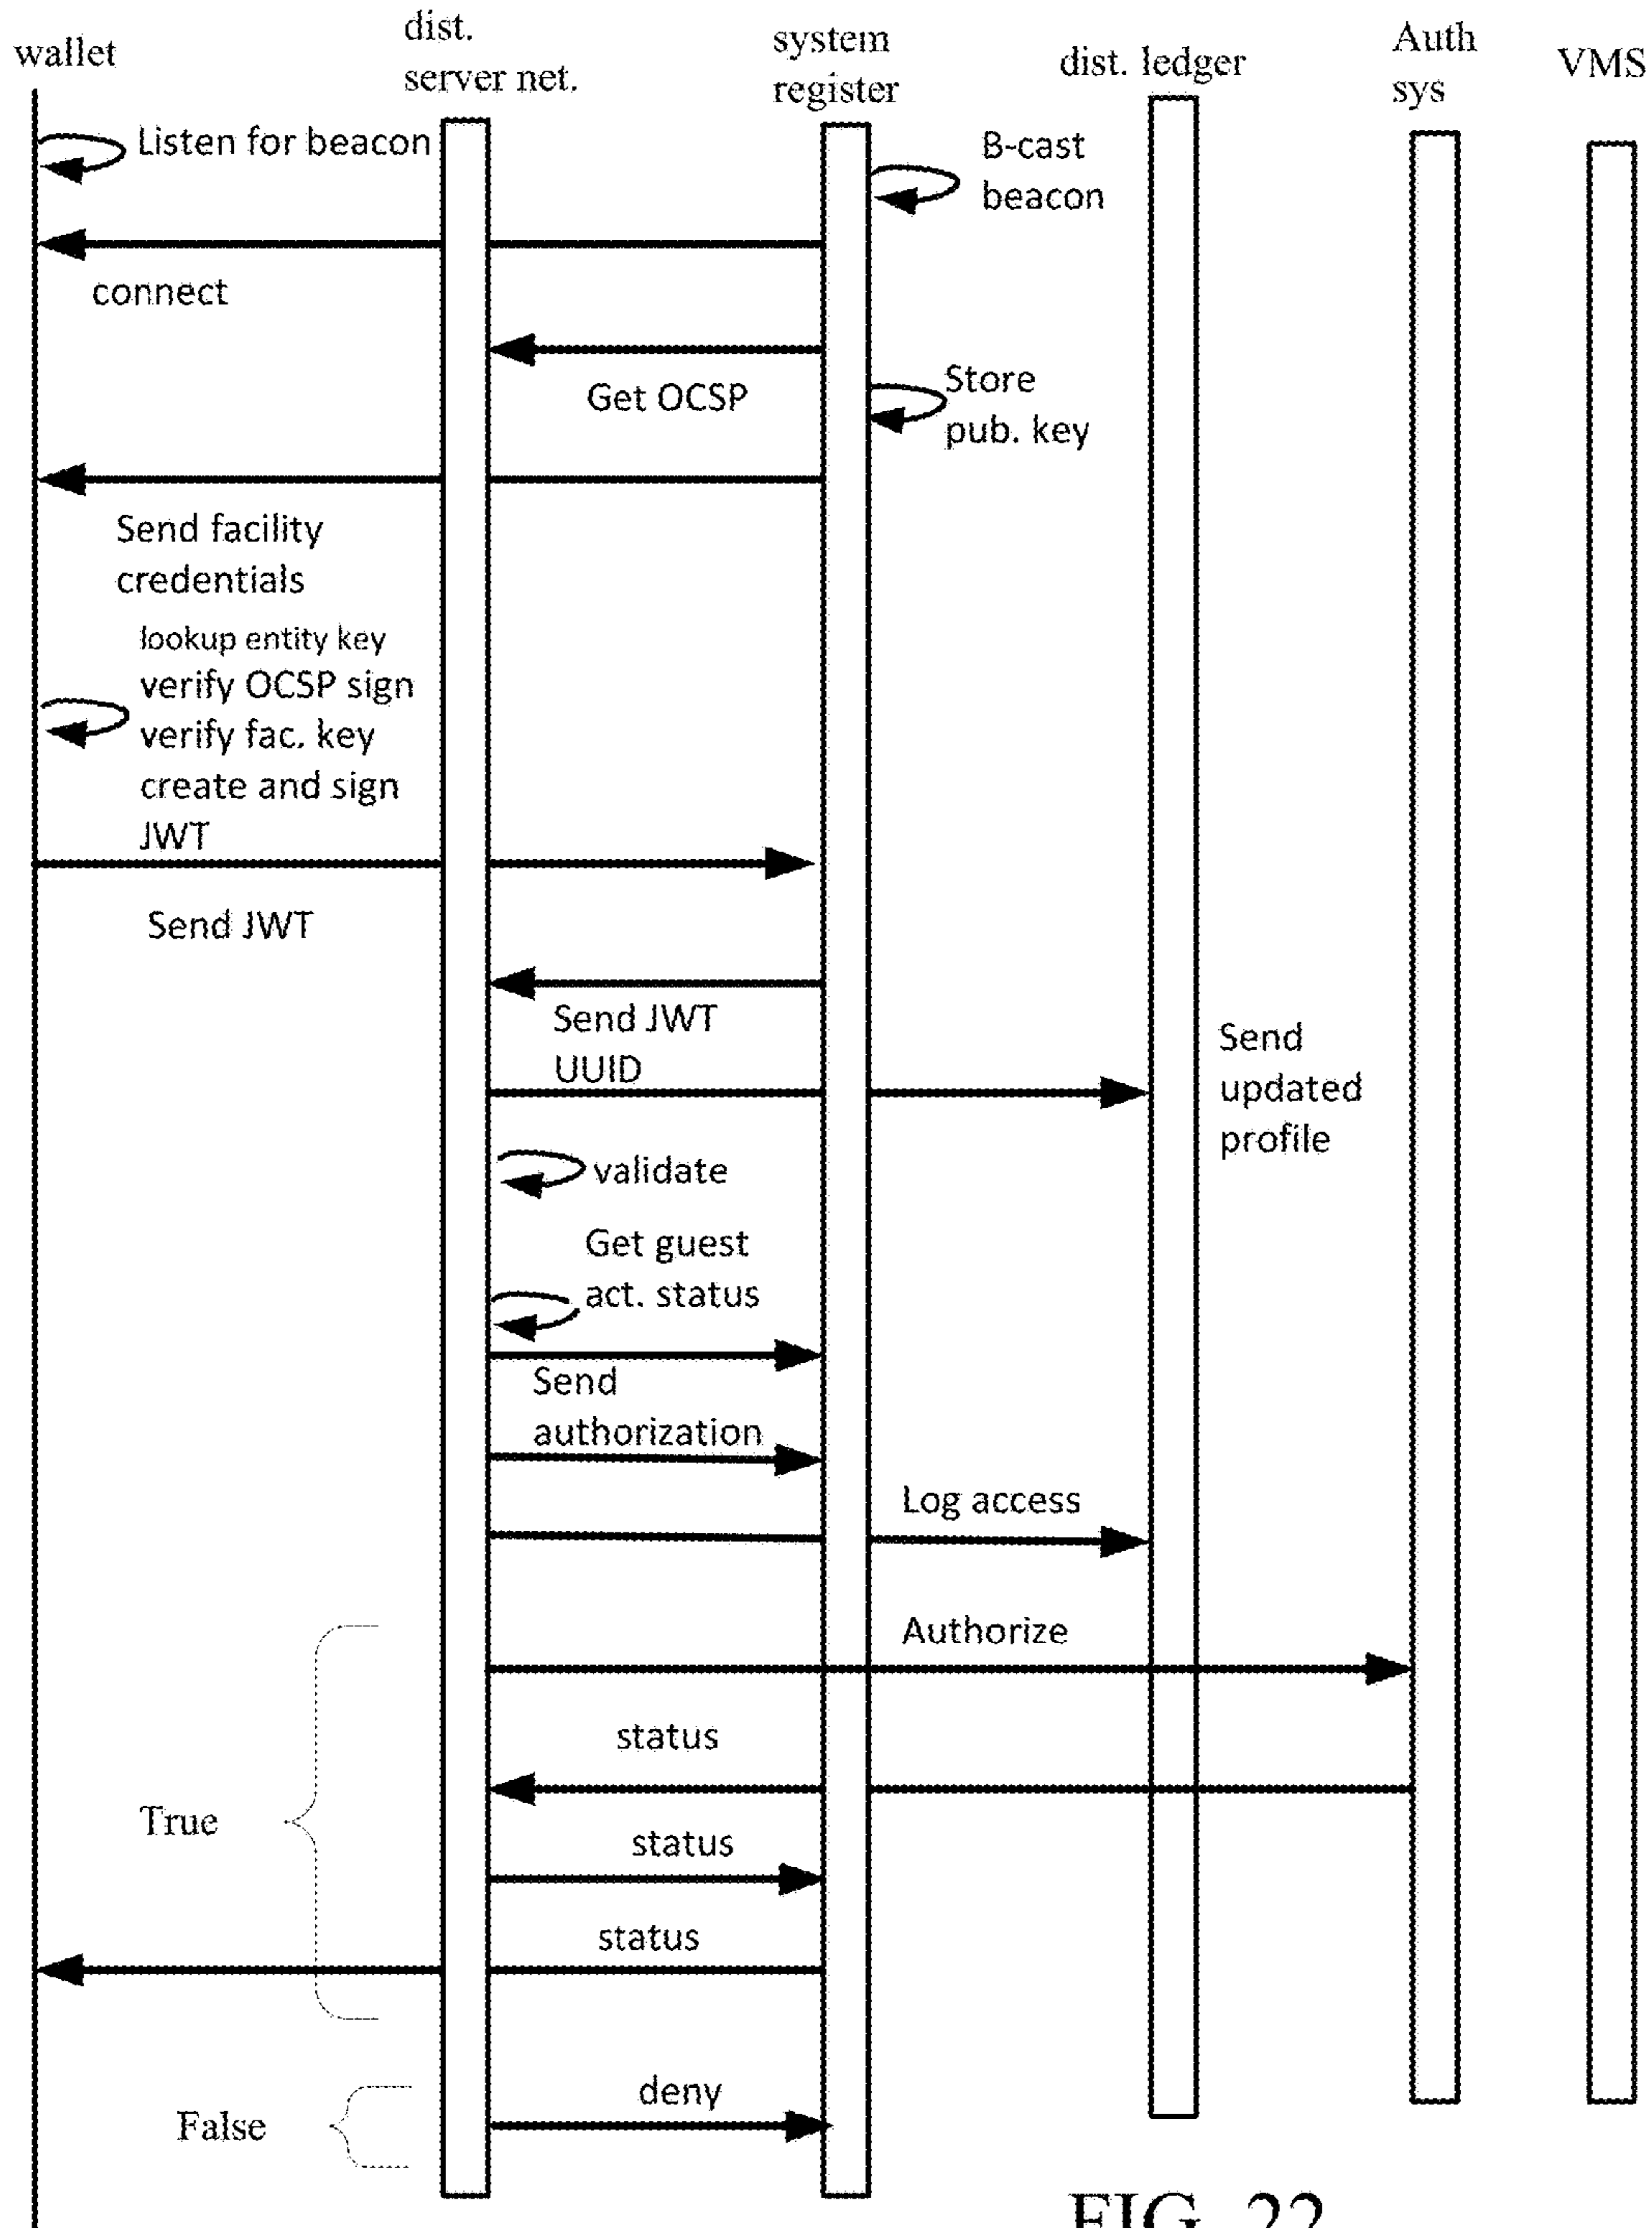 wallet
dist.
server net.
system
register
dist. ledger
Auth
sys
VMS
Listen for beacon
B-cast
beacon
connect
Get OCSP
Store
pub. key
Send facility
credentials
lookup entity key
verify OCSP sign
verify fac. key
create and sign
JWT
Send JWT
Send JWT
UUID
Send
updated
profile
validate
Get guest
act. status
Send
authorization
Log access
Authorize
status
True
status
status
deny
False
FIG. 22